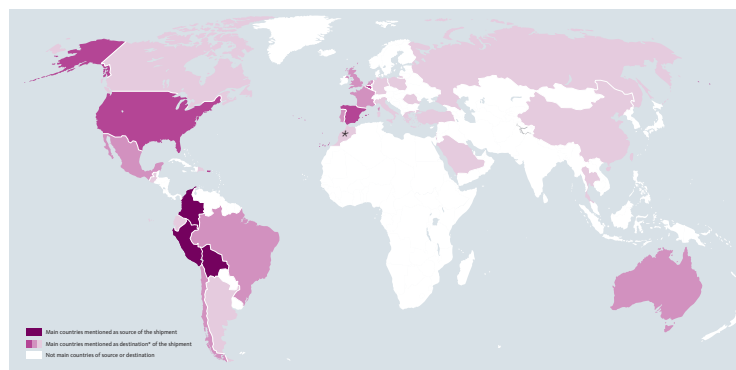 Main countries mentioned as source of the shipment
Main countries mentioned as destination* of the shipment
Not main countries of source or destination
*